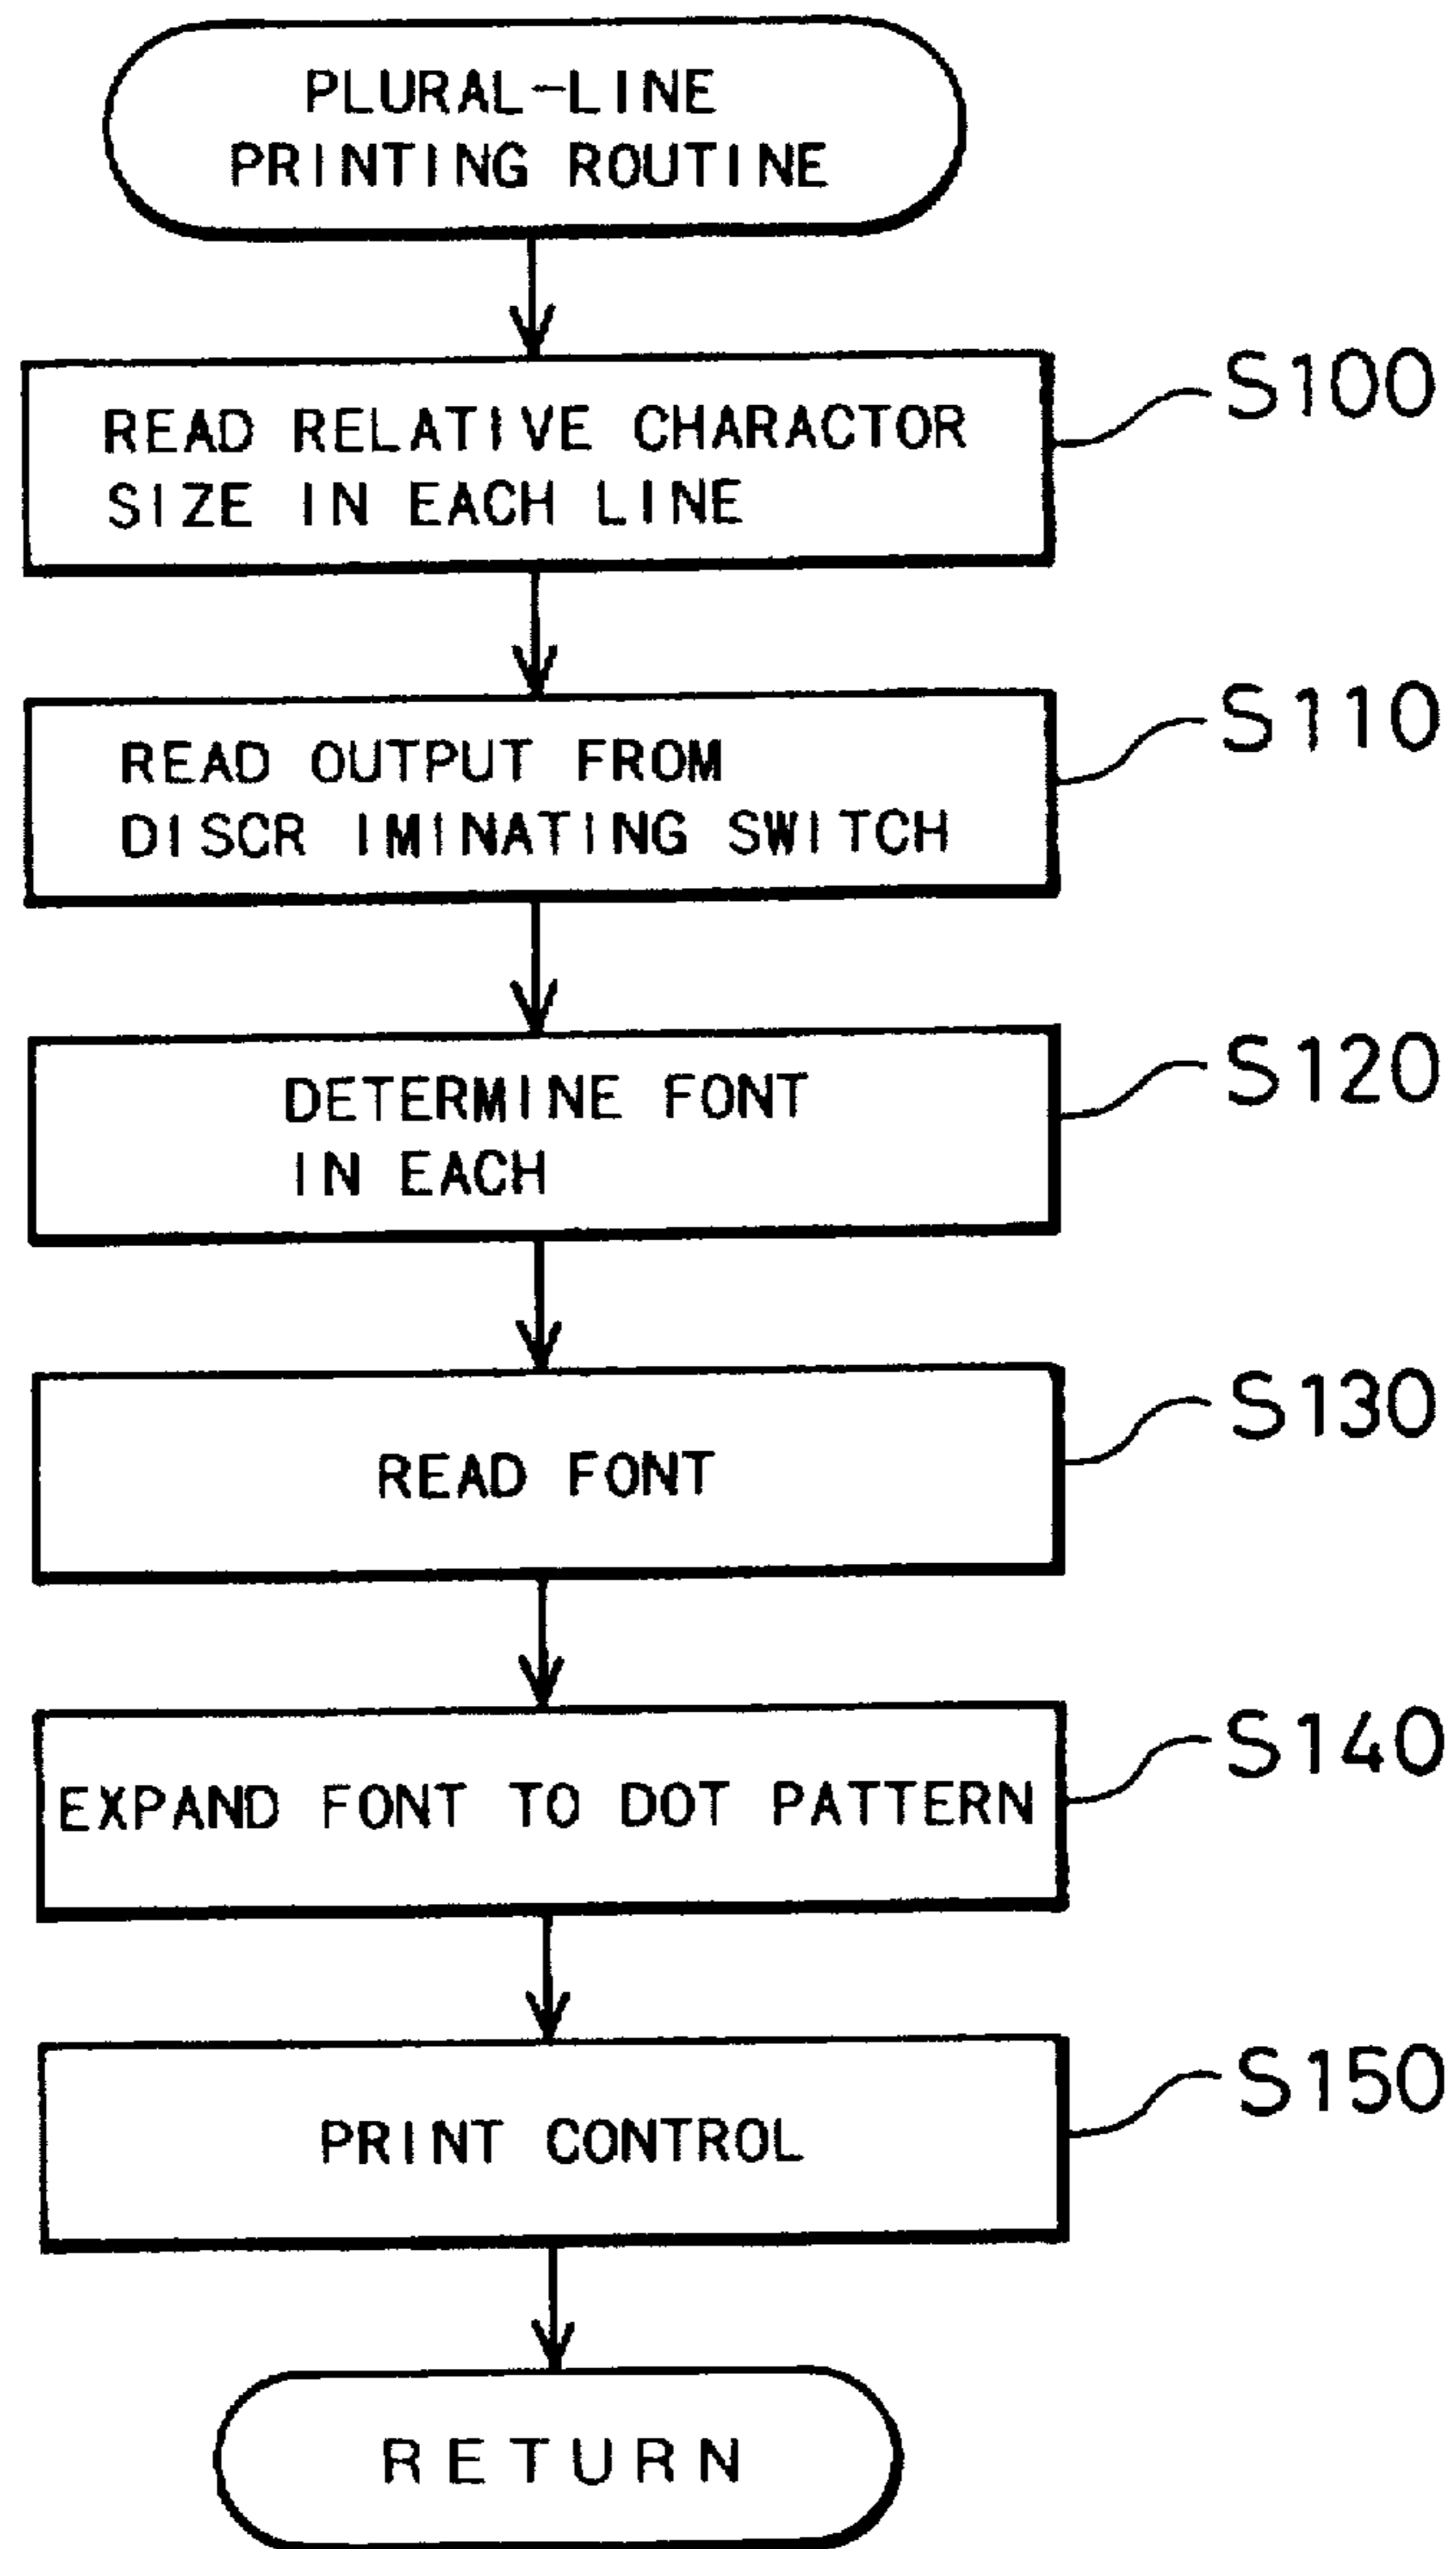 PLURAL-LINE
PRINTING ROUTINE
READ RELATIVE CHARACTOR
SIZE IN EACH LINE
S100
READ OUTPUT FROM
DISCR IMINATING SWITCH
S110
DETERMINE FONT
IN EACH
S120
READ FONT
S130
EXPAND FONT TO DOT PATTERN
S140
PRINT CONTROL
S150
RETURN